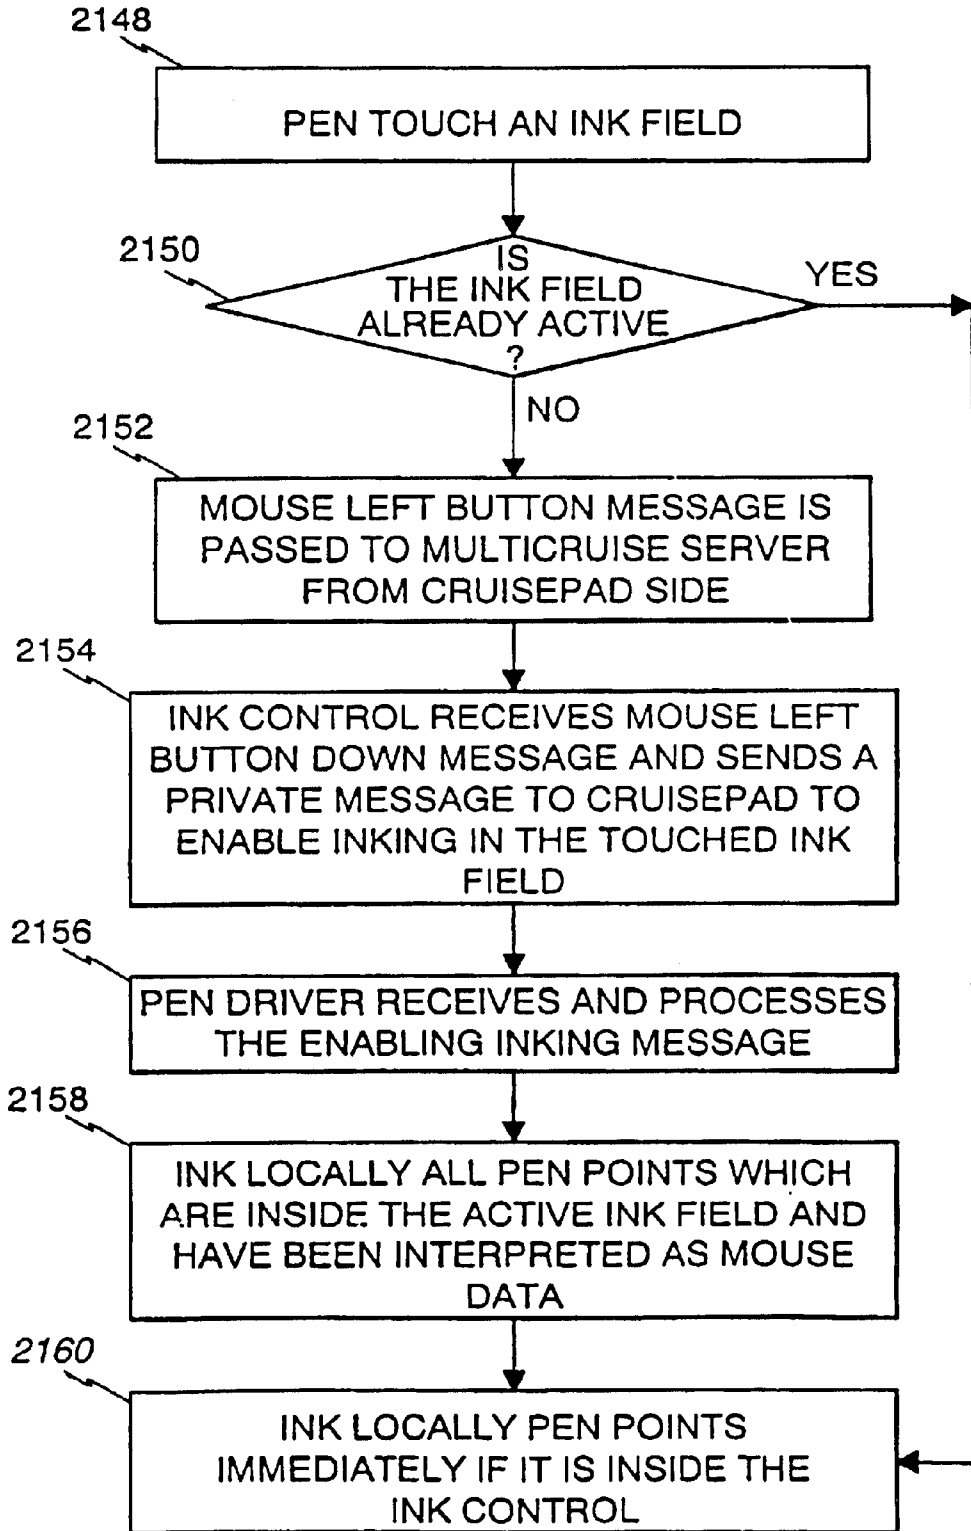 2148
PEN TOUCH AN INK FIELD
2150
IS
THE INK FIELD
ALREADY ACTIVE
?
YES
NO
2152
MOUSE LEFT BUTTON MESSAGE IS
PASSED TO MULTICRUISE SERVER
FROM CRUISEPAD SIDE
2154
INK CONTROL RECEIVES MOUSE LEFT
BUTTON DOWN MESSAGE AND SENDS A
PRIVATE MESSAGE TO CRUISEPAD TO
ENABLE INKING IN THE TOUCHED INK
FIELD
2156
PEN DRIVER RECEIVES AND PROCESSES
THE ENABLING INKING MESSAGE
2158
INK LOCALLY ALL PEN POINTS WHICH
ARE INSIDE THE ACTIVE INK FIELD AND
HAVE BEEN INTERPRETED AS MOUSE
DATA
2160
INK LOCALLY PEN POINTS
IMMEDIATELY IF IT IS INSIDE THE
INK CONTROL